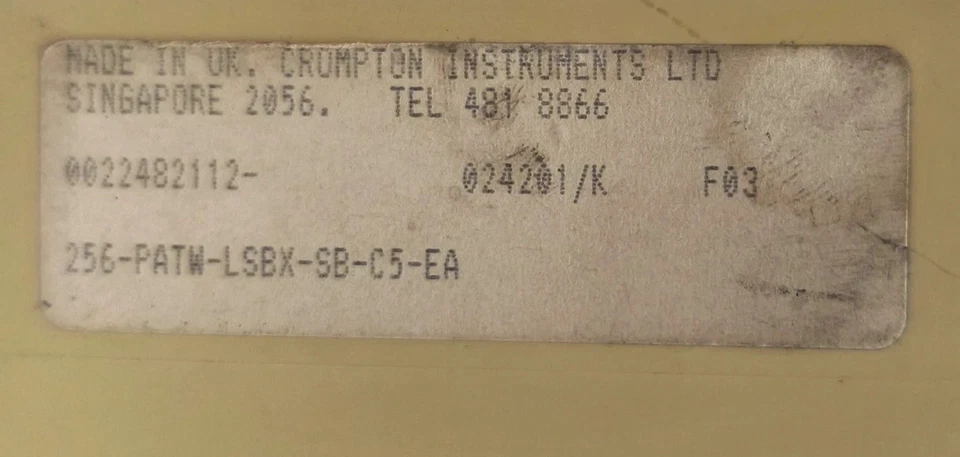 MADE IN UK. CROMPTON INSTRUMENTS LTD
SINGAPORE 2056. TEL 481 8866
0022482112- 024201/K F03
256-PATW-LSBX-SB-C5-EA